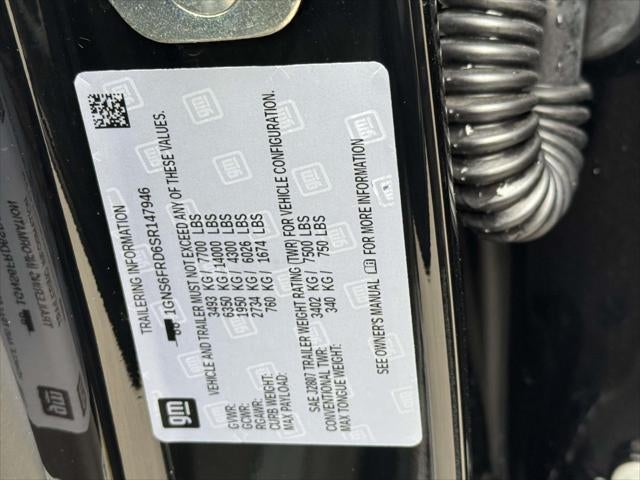 gm
TRAILERING INFORMATION
1GNS6FRD6SR147946
VEHICLE AND TRAILER MUST NOT EXCEED ANY OF THESE VALUES.
GVWR: 3493 KG / 7700 LBS
GCWR: 6350 KG / 14000 LBS
RGAWR: 1950 KG / 4300 LBS
CURB WEIGHT: 2734 KG / 6026 LBS
MAX PAYLOAD: 760 KG / 1674 LBS
SAE J2807 TRAILER WEIGHT RATING (TWR) FOR VEHICLE CONFIGURATION.
CONVENTIONAL TWR: 3402 KG / 7500 LBS
MAX TONGUE WEIGHT: 340 KG / 750 LBS
SEE OWNER'S MANUAL FOR MORE INFORMATION